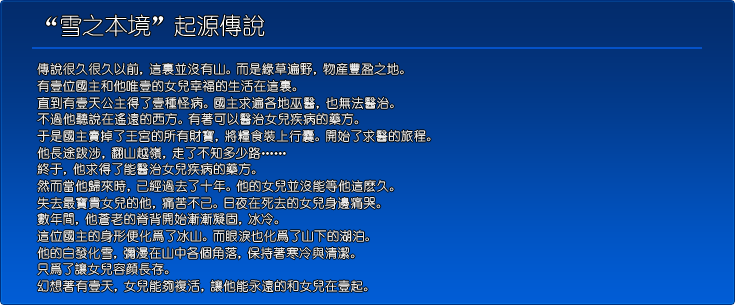 “雪之本境”起源傳說
傳說很久很久以前，這裏並沒有山。而是綠草遍野，物産豐盈之地。
有壹位國主和他唯壹的女兒幸福的生活在這裏。
直到有壹天公主得了壹種怪病。國主求遍各地巫醫，也無法醫治。
不過他聽說在遙遠的西方。有著可以醫治女兒疾病的藥方。
于是國主賣掉了王宮的所有財寶，將糧食裝上行囊。開始了求醫的旅程。
他長途跋涉，翻山越嶺，走了不知多少路……
終于，他求得了能醫治女兒疾病的藥方。
然而當他歸來時，已經過去了十年。他的女兒並沒能等他這麽久。
失去最寶貴女兒的他，痛苦不已。日夜在死去的女兒身邊痛哭。
數年間，他蒼老的脊背開始漸漸凝固，冰冷。
這位國主的身形便化爲了冰山。而眼淚也化爲了山下的湖泊。
他的白發化雪，彌漫在山中各個角落，保持著寒冷與清潔。
只爲了讓女兒容顔長存。
幻想著有壹天，女兒能夠複活，讓他能永遠的和女兒在壹起。